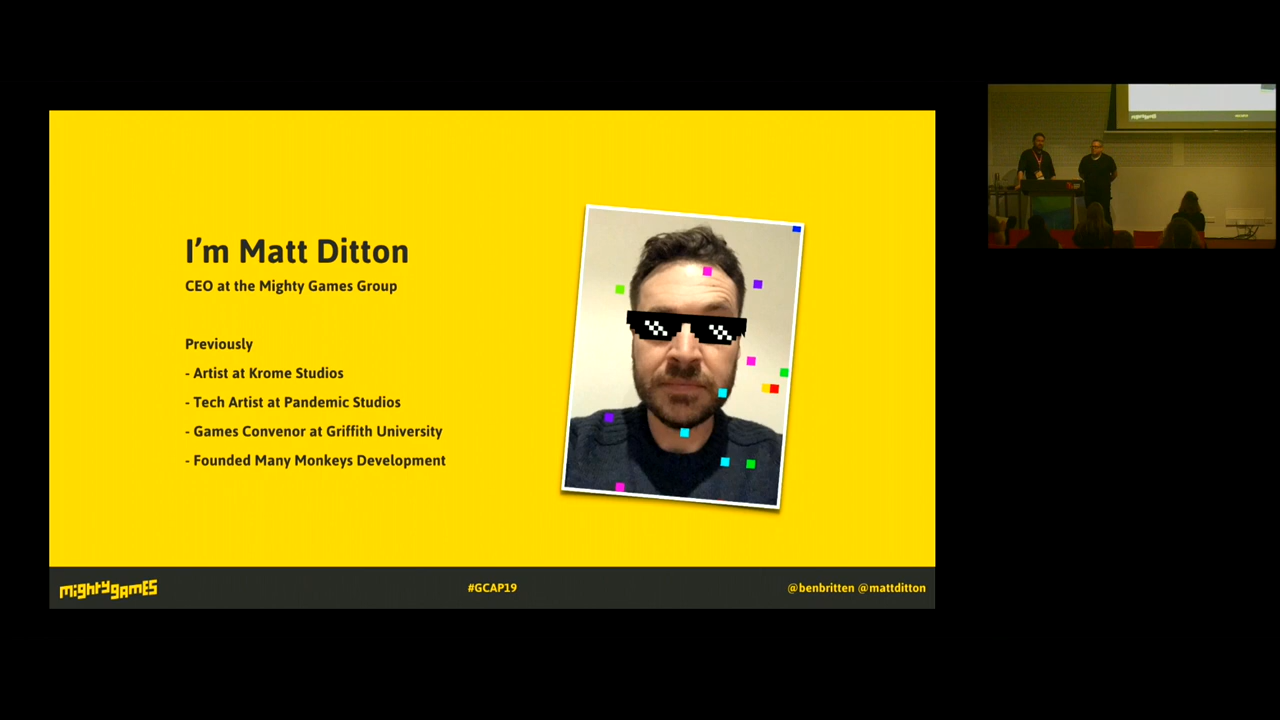 I'm Matt Ditton
CEO at the Mighty Games Group
Previously
- Artist at Krome Studios
- Tech Artist at Pandemic Studios
- Games Convenor at Griffith University
- Founded Many Monkeys Development
mightygames
#GCAP19
@benbritten @mattditton
mightygames